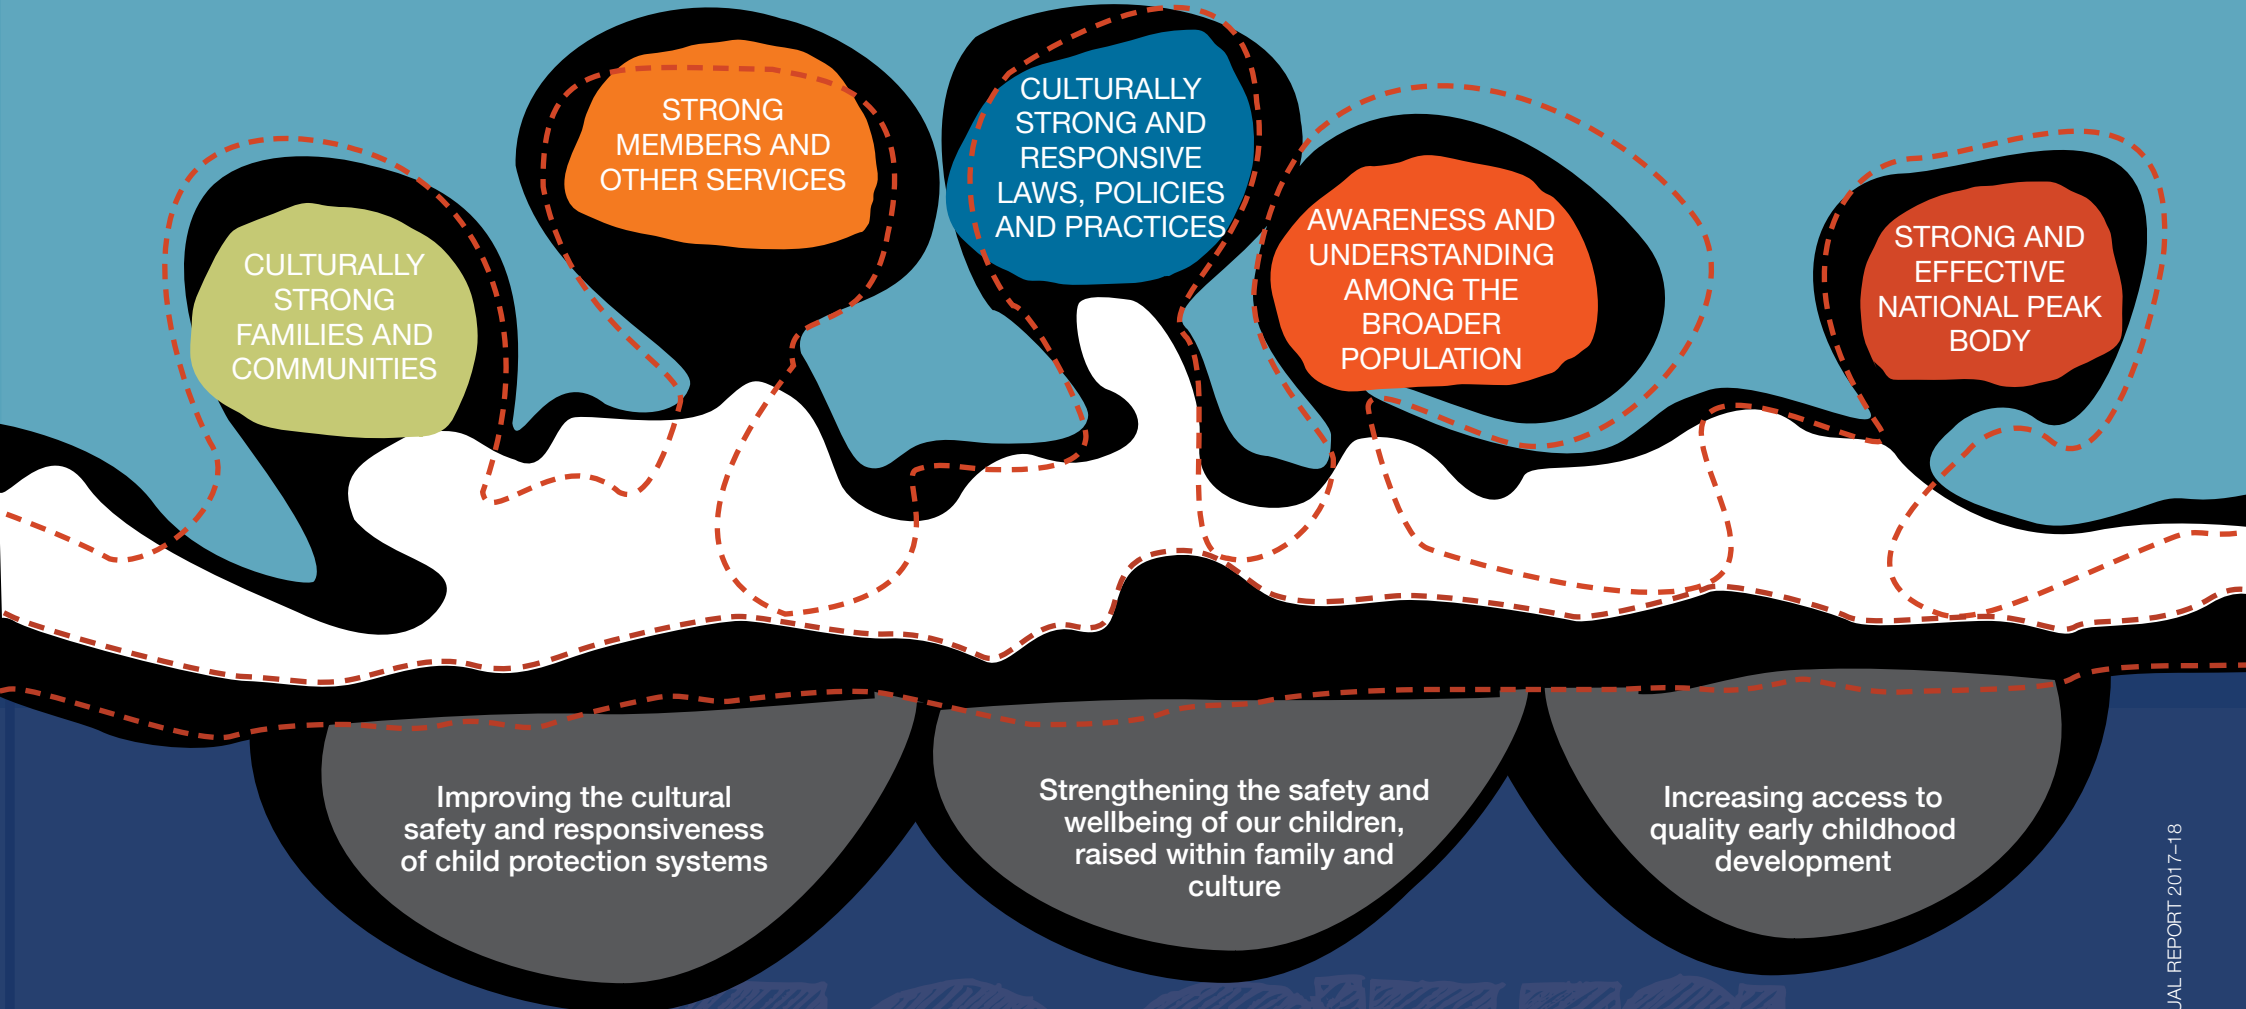 CULTURALLY
STRONG
FAMILIES AND
COMMUNITIES
STRONG
MEMBERS AND
OTHER SERVICES
CULTURALLY
STRONG AND
RESPONSIVE
LAWS, POLICIES
AND PRACTICES
AWARENESS AND
UNDERSTANDING
AMONG THE
BROADER
POPULATION
STRONG AND
EFFECTIVE
NATIONAL PEAK
BODY
Improving the cultural
safety and responsiveness
of child protection systems
Strengthening the safety and
wellbeing of our children,
raised within family and
culture
Increasing access to
quality early childhood
development
REPORT 2017–18